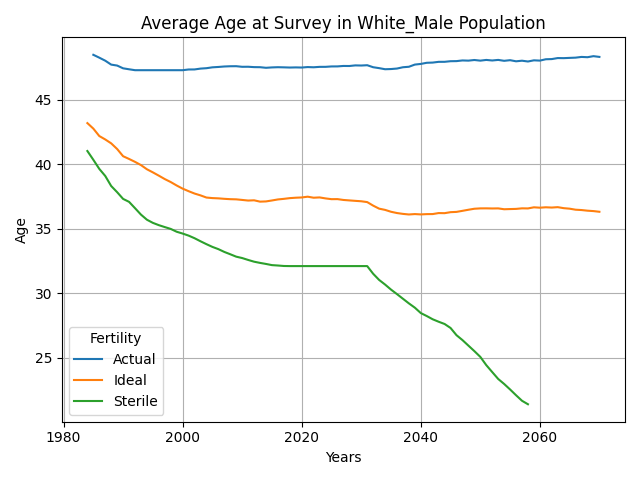 Average Age at Survey in White_Male Population
Age
45
40
35
30
25
Fertility
Actual
Ideal
Sterile
1980
2000
2020
2040
2060
Years